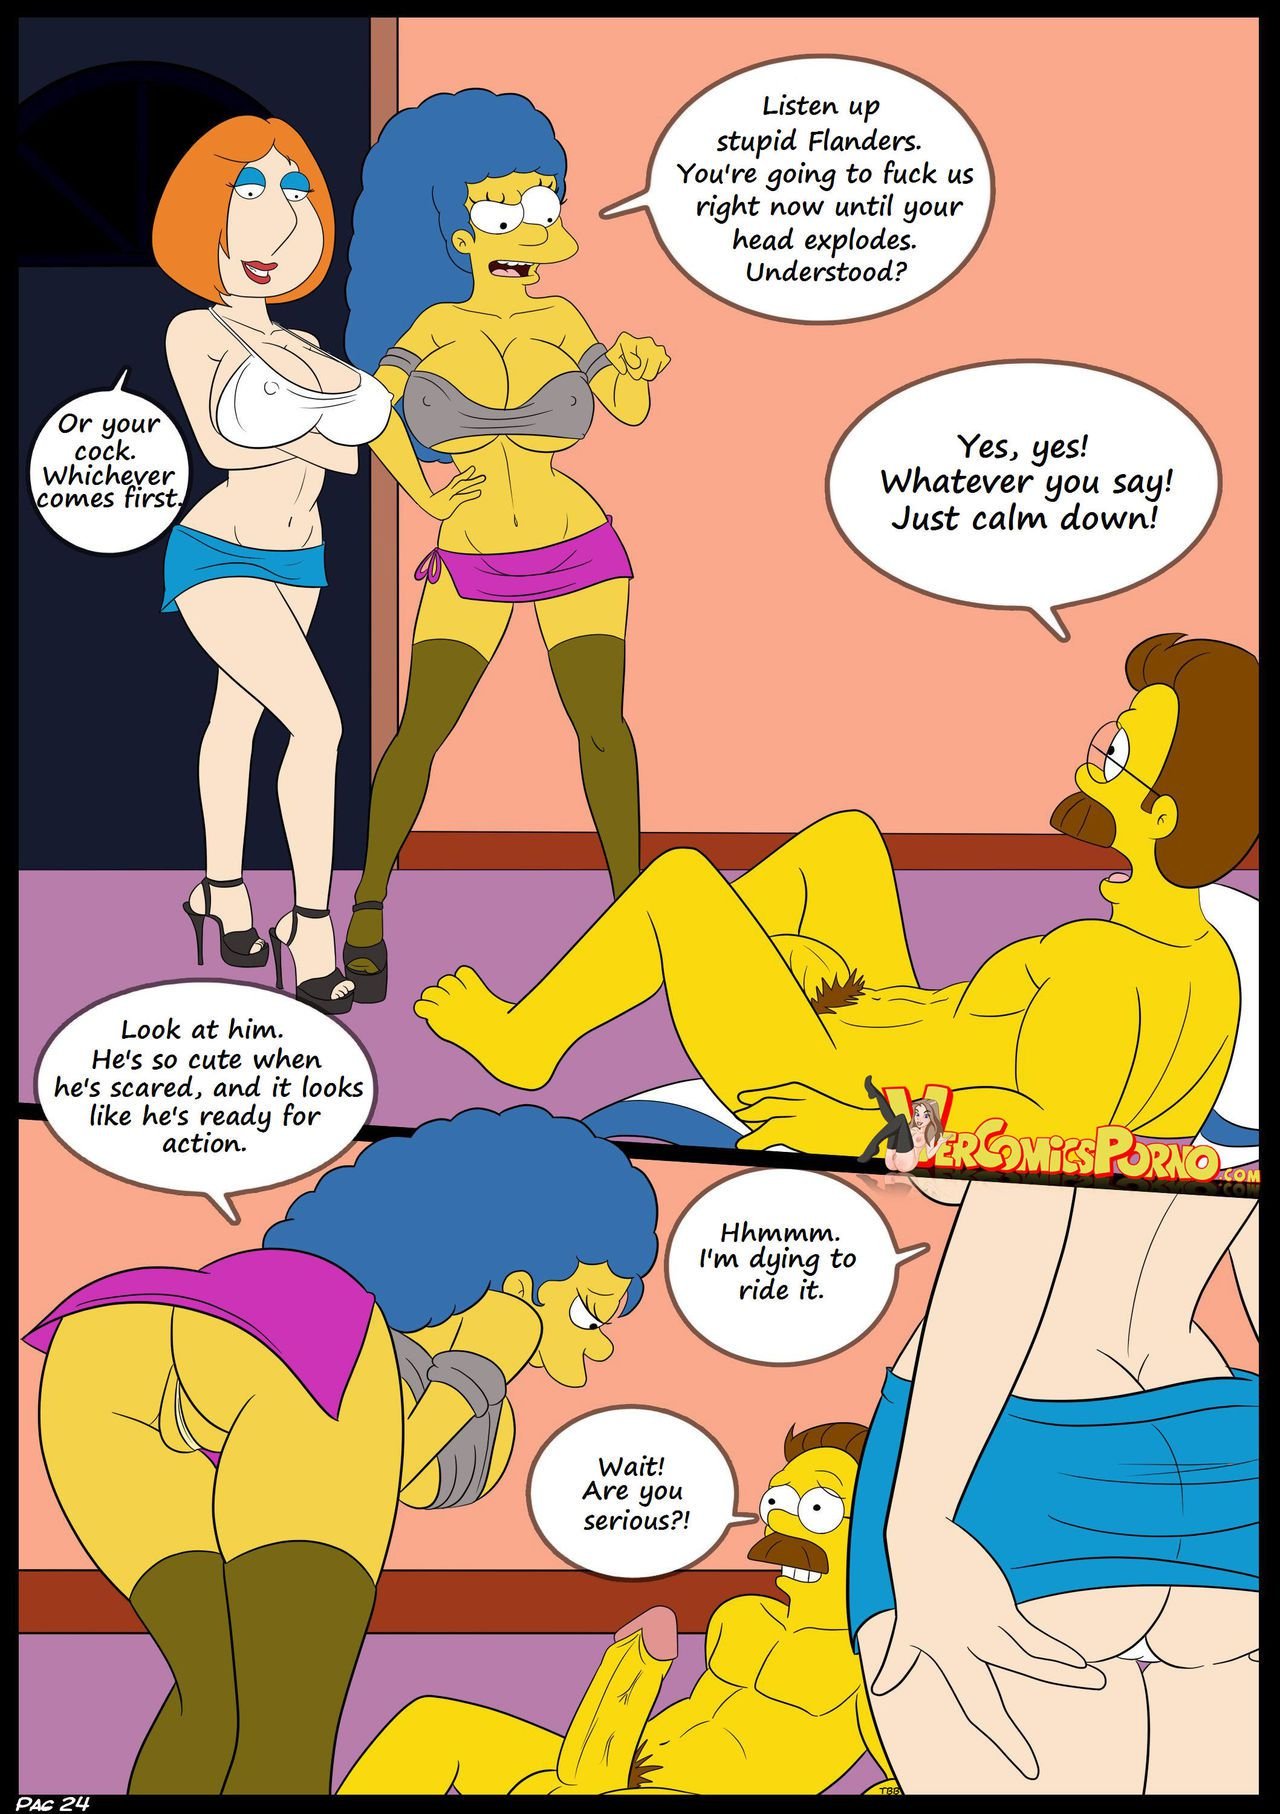 Listen up
stupid Flanders.
You're going to fuck us
right now until your
head explodes.
Understood?
Or your
cock.
Whichever
comes first.
Yes, yes!
Whatever you say!
Just calm down!
Look at him.
He's so cute when
he's scared, and it looks
like he's ready for
action.
VERCOMICSPORNO.COM
Hhmmm.
I'm dying to
ride it.
Wait!
Are you
serious?!
TBB
PAG 24